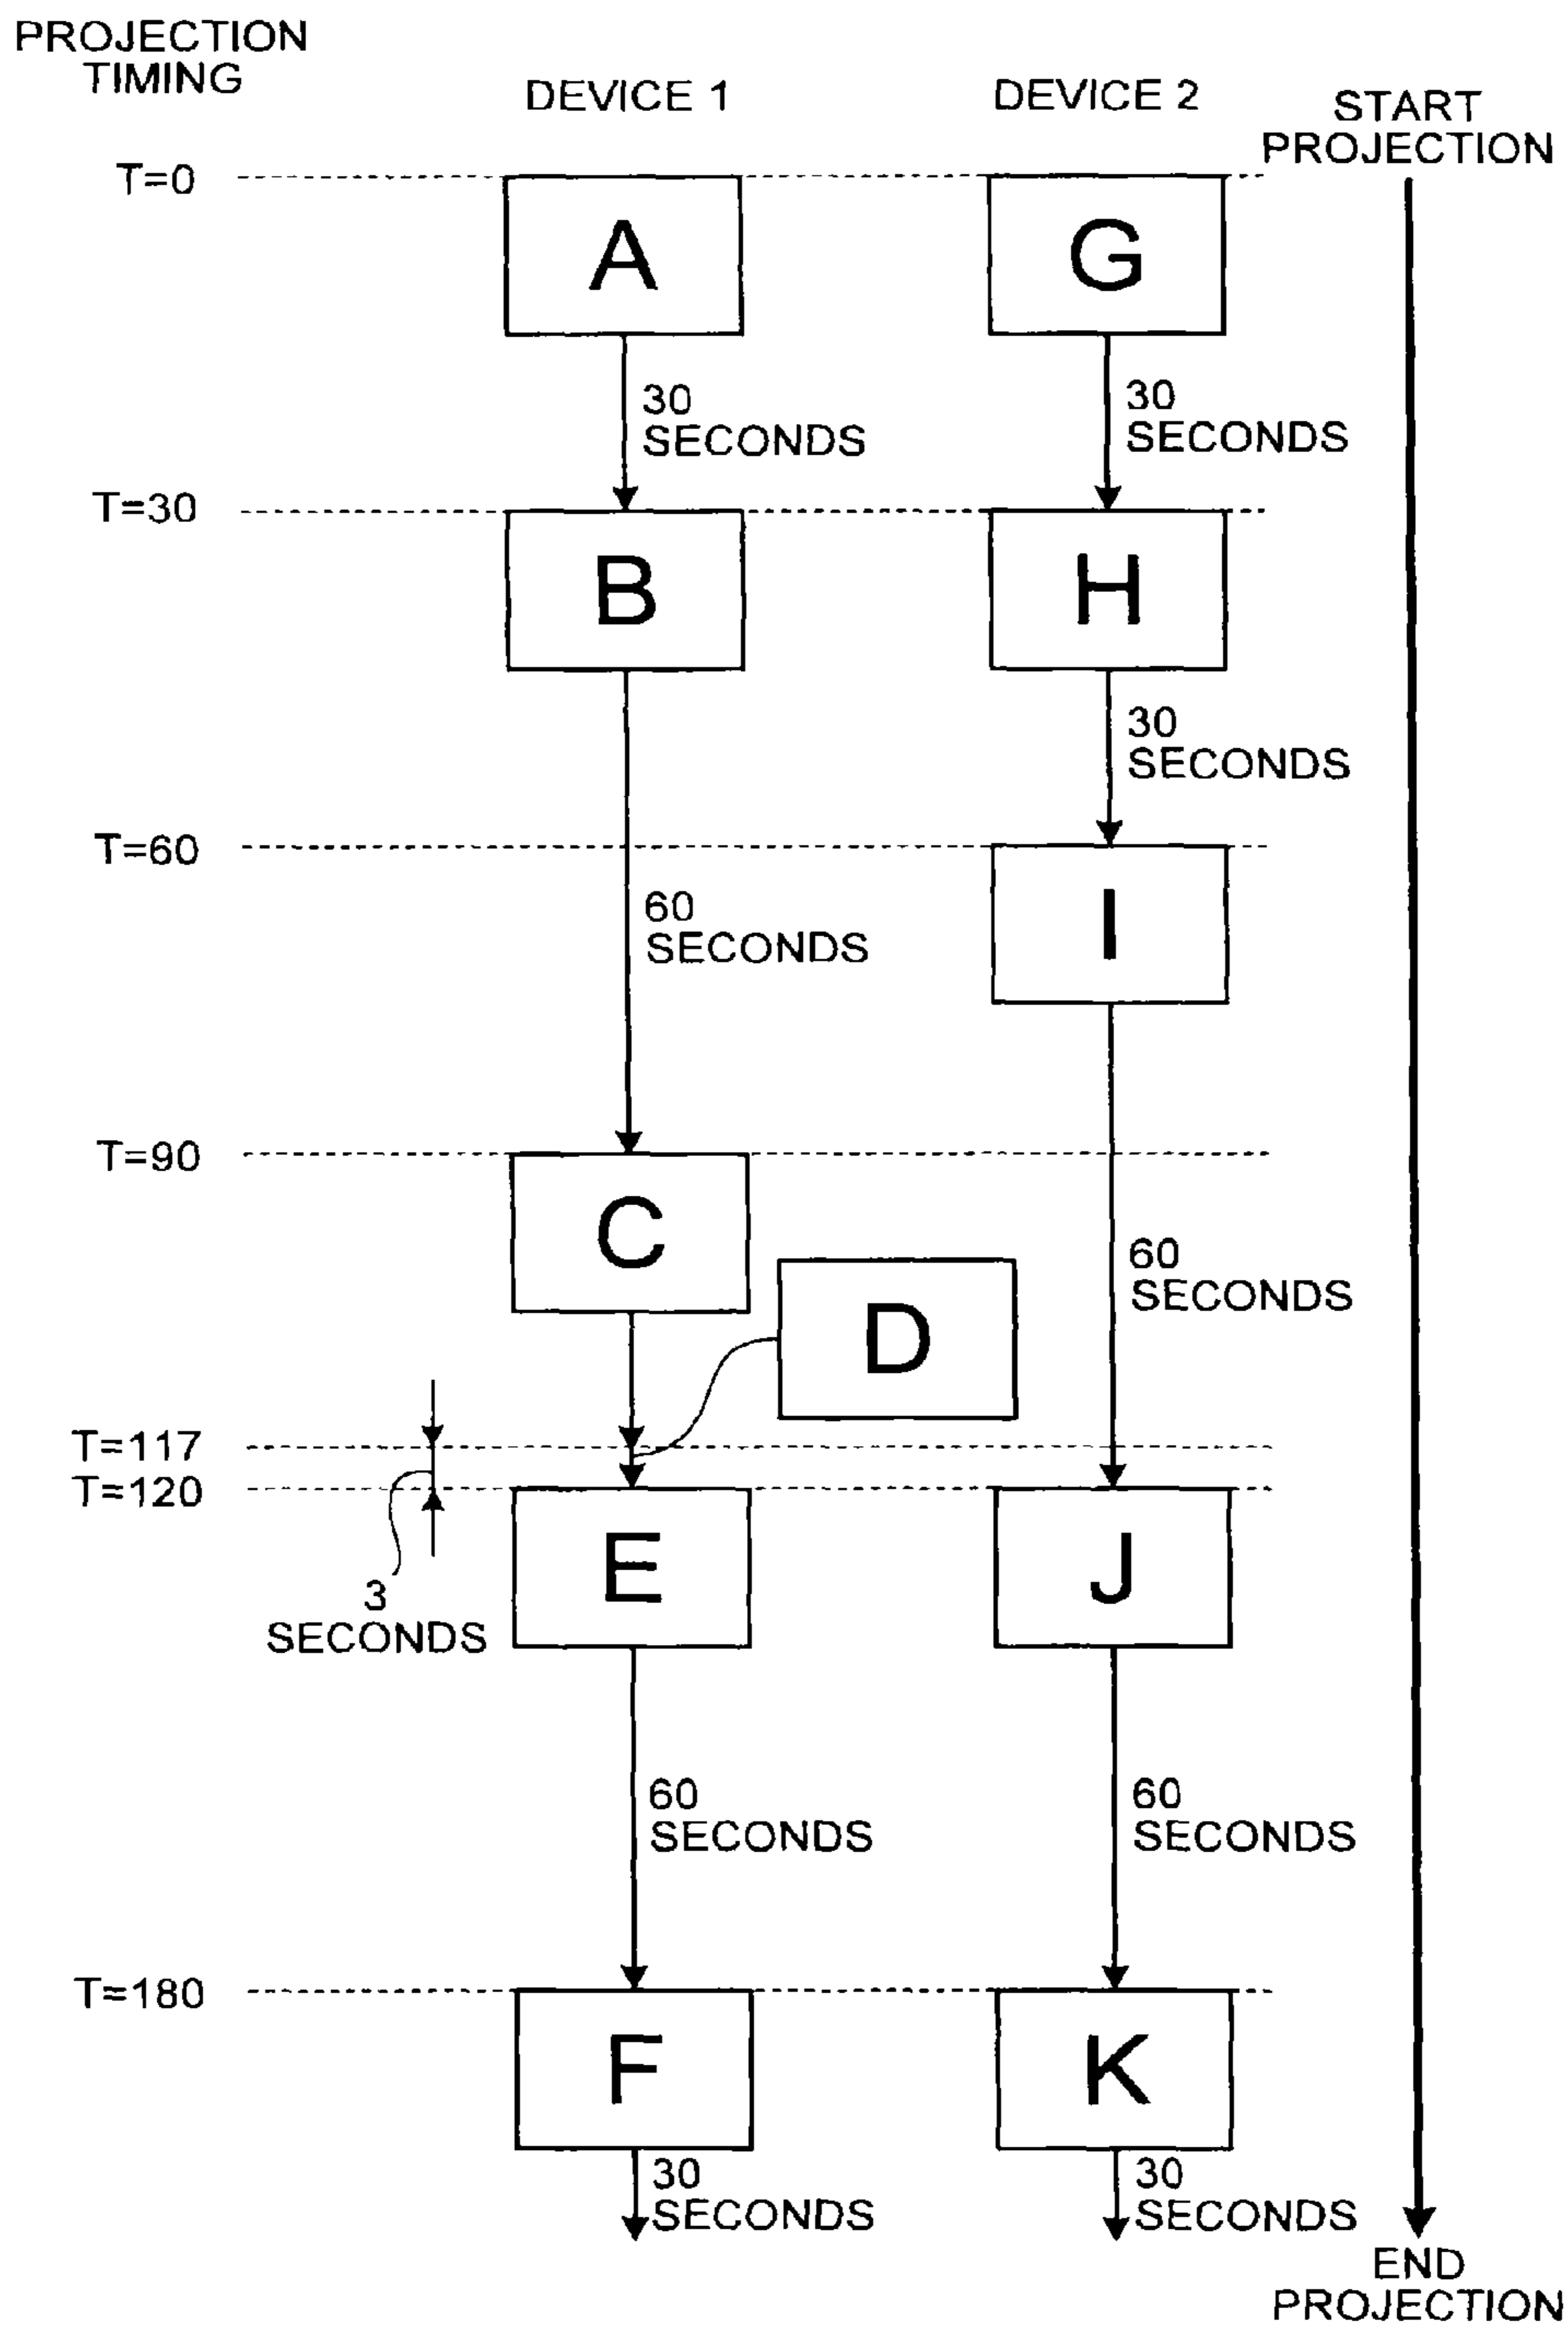 PROJECTION
TIMING
DEVICE 1
DEVICE 2
START
PROJECTION
T=0
A
G
30
SECONDS
30
SECONDS
T=30
B
H
30
SECONDS
T=60
60
SECONDS
I
T=90
C
60
SECONDS
D
T=117
T=120
E
J
3
SECONDS
60
SECONDS
60
SECONDS
T=180
F
K
30
SECONDS
30
SECONDS
END
PROJECTION